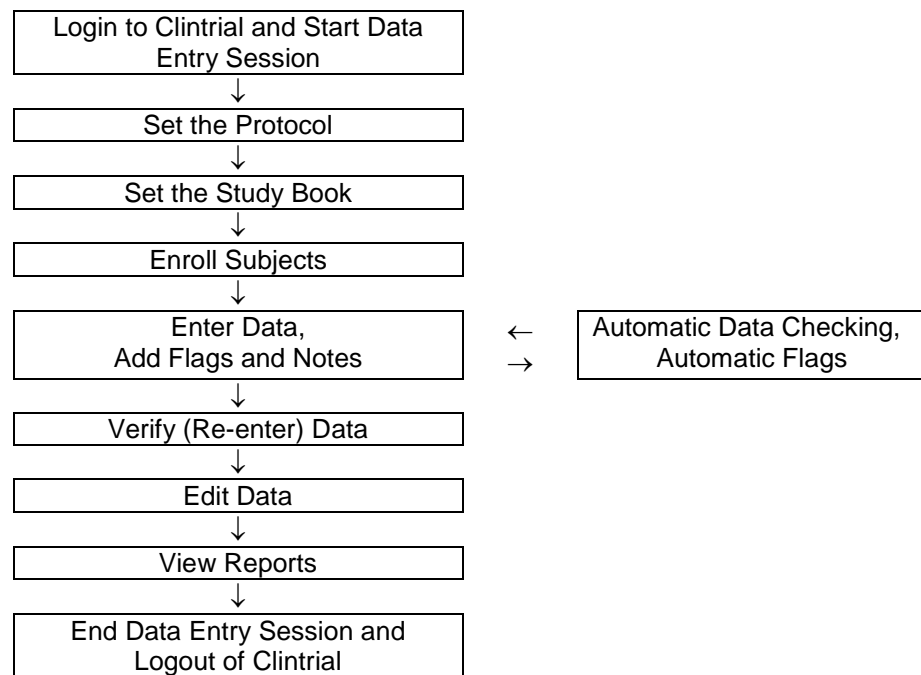 Login to Clintrial and Start Data
Entry Session
↓
Set the Protocol
↓
Set the Study Book
↓
Enroll Subjects
↓
Enter Data,
Add Flags and Notes
←
→
Automatic Data Checking,
Automatic Flags
↓
Verify (Re-enter) Data
↓
Edit Data
↓
View Reports
↓
End Data Entry Session and
Logout of Clintrial